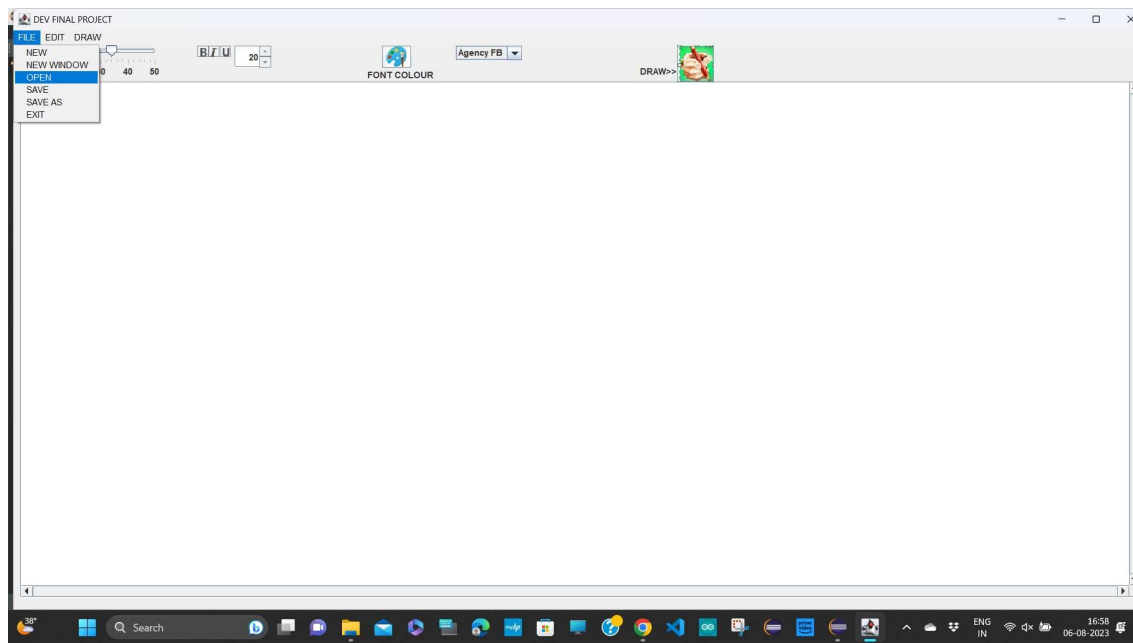 DEV FINAL PROJECT
FILE EDIT DRAW
NEW
NEW WINDOW
OPEN
SAVE
SAVE AS
EXIT
0 40 50
B I U
20
FONT COLOUR
Agency FB
DRAW>>
38°
Search
ENG
IN
16:58
06-08-2023